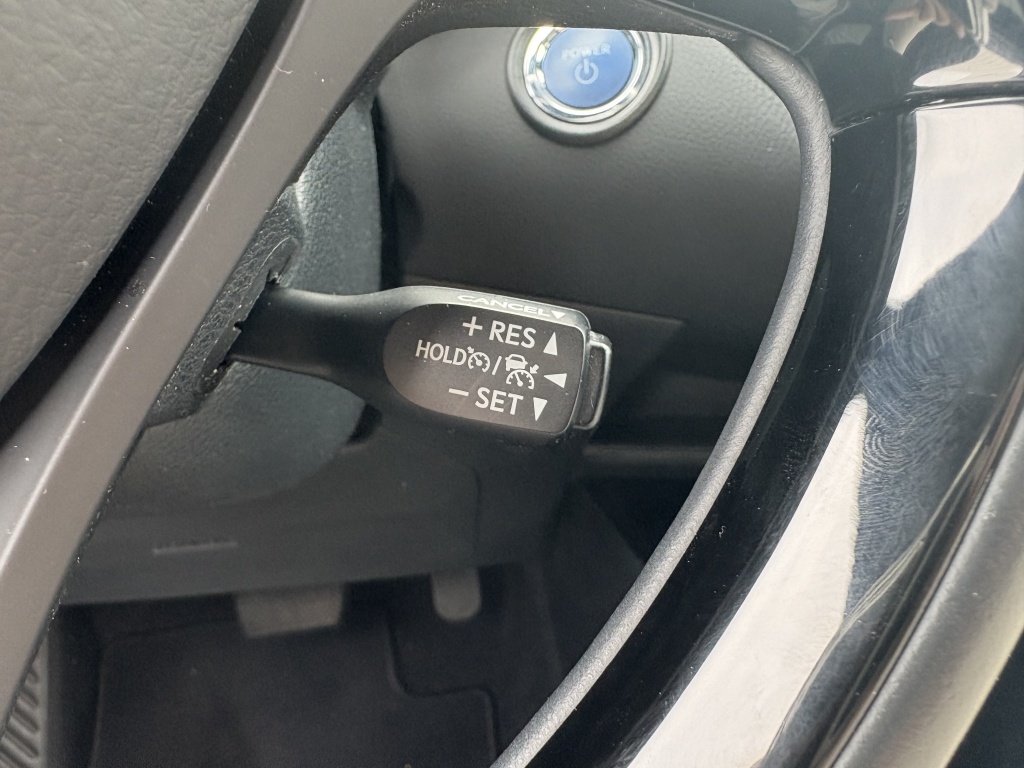 POWER
CANCEL▼
+ RES ▲
HOLD / ◀
− SET ▼